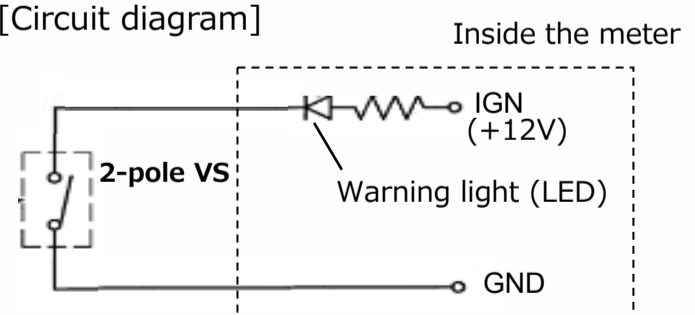 [Circuit diagram]
Inside the meter
IGN
(+12V)
2-pole VS
Warning light (LED)
GND